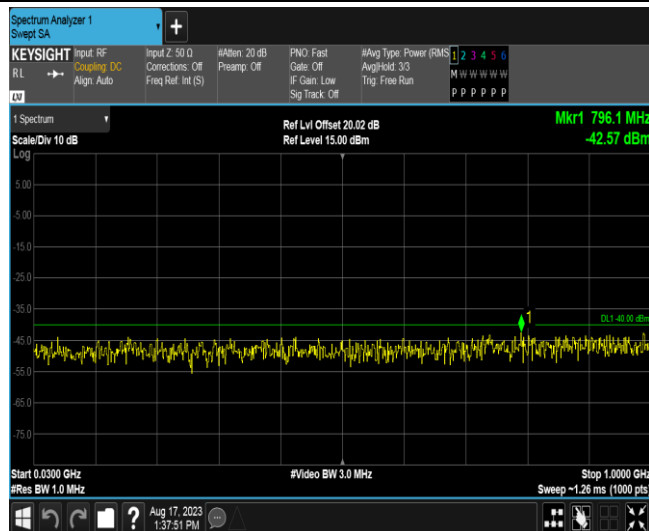 Spectrum Analyzer 1
Swept SA
+
KEYSIGHT
RL
LXI
Input: RF
Coupling: DC
Align: Auto
Input Z: 50 Ω
Corrections: Off
Freq Ref: Int (S)
#Atten: 20 dB
Preamp: Off
PNO: Fast
Gate: Off
IF Gain: Low
Sig Track: Off
#Avg Type: Power (RMS
Avg|Hold: 3/3
Trig: Free Run
1 2 3 4 5 6
M W W W W W
P P P P P P
1 Spectrum
Scale/Div 10 dB
Ref Lvl Offset 20.02 dB
Ref Level 15.00 dBm
Mkr1 796.1 MHz
-42.57 dBm
Log
5.00
-5.00
-15.0
-25.0
-35.0
-45.0
-55.0
-65.0
-75.0
1
DL1 -40.00 dBm
Start 0.0300 GHz
#Res BW 1.0 MHz
#Video BW 3.0 MHz
Stop 1.0000 GHz
Sweep ~1.26 ms (1000 pts)
?
Aug 17, 2023
1:37:51 PM